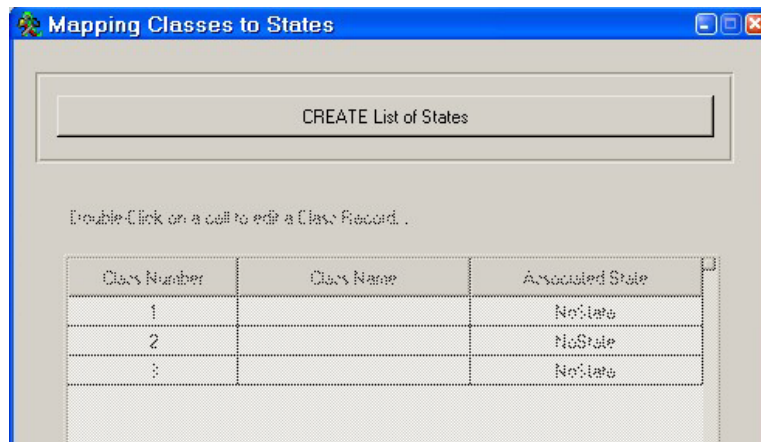 Mapping Classes to States
CREATE List of States
Double-Click on a cell to edit a Class Record...
Class Number Class Name Associated State
1 NoState
2 NoState
3 NoState